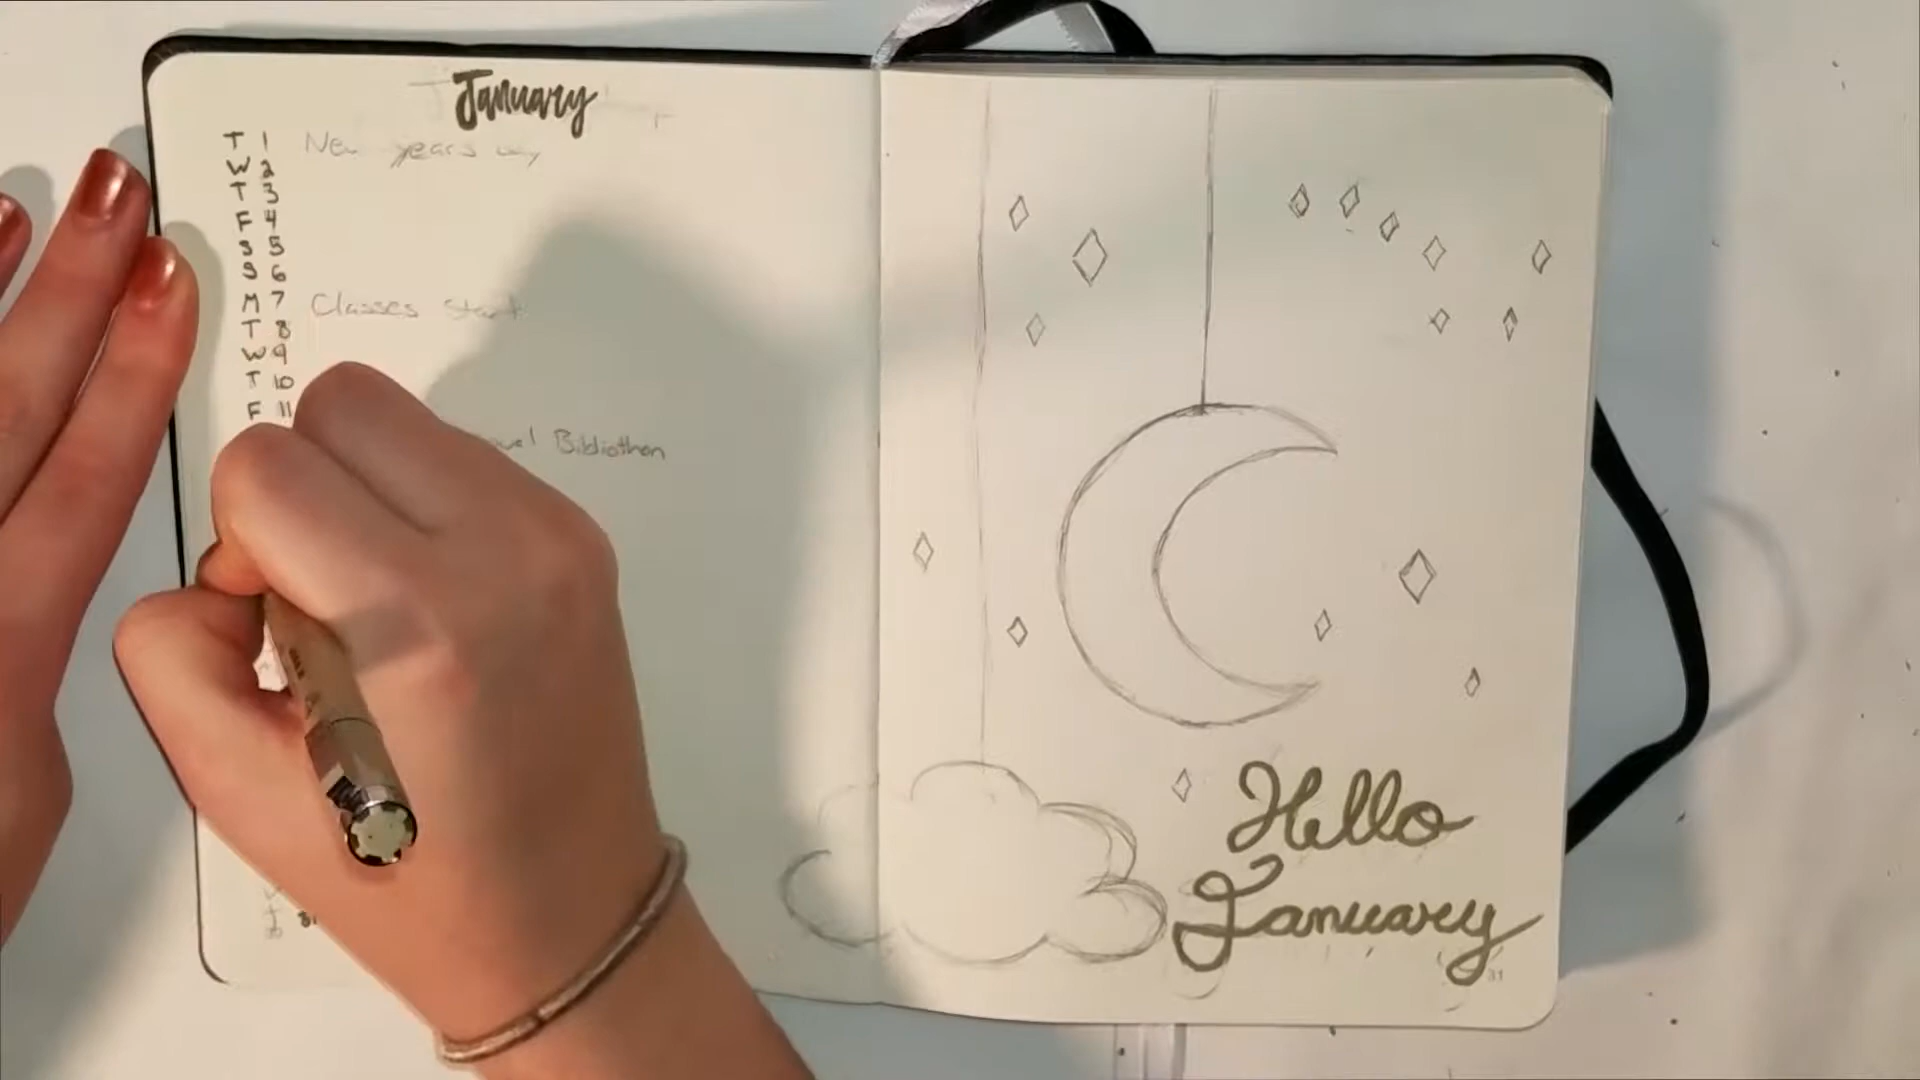 January
T 1 New years
W 2
T 3
F 4
S 5
S 6
M 7 Classes start
T 8
W 9
T 10
F 11
Bibliothon
Hello
January
31